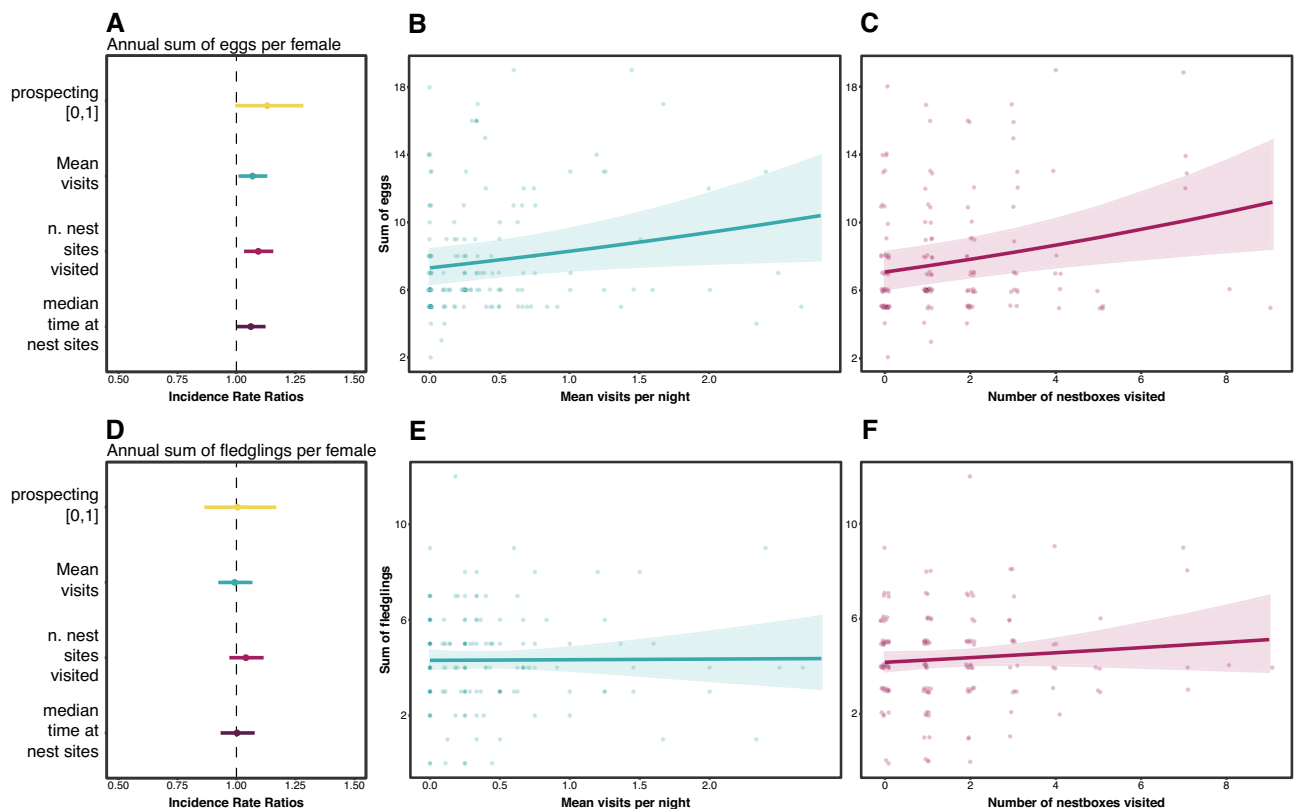 A
Annual sum of eggs per female
prospecting
[0,1]
Mean
visits
n. nest
sites
visited
median
time at
nest sites
0.50 0.75 1.00 1.25 1.50
Incidence Rate Ratios
B
Sum of eggs
18
14
10
6
2
0.0 0.5 1.0 1.5 2.0
Mean visits per night
C
18
14
10
6
2
0 2 4 6 8
Number of nestboxes visited
D
Annual sum of fledglings per female
prospecting
[0,1]
Mean
visits
n. nest
sites
visited
median
time at
nest sites
0.50 0.75 1.00 1.25 1.50
Incidence Rate Ratios
E
Sum of fledglings
10
6
2
0.0 0.5 1.0 1.5 2.0
Mean visits per night
F
10
6
2
0 2 4 6 8
Number of nestboxes visited